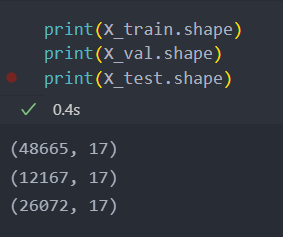 print(X_train.shape)
print(X_val.shape)
print(X_test.shape)
0.4s
(48665, 17)
(12167, 17)
(26072, 17)